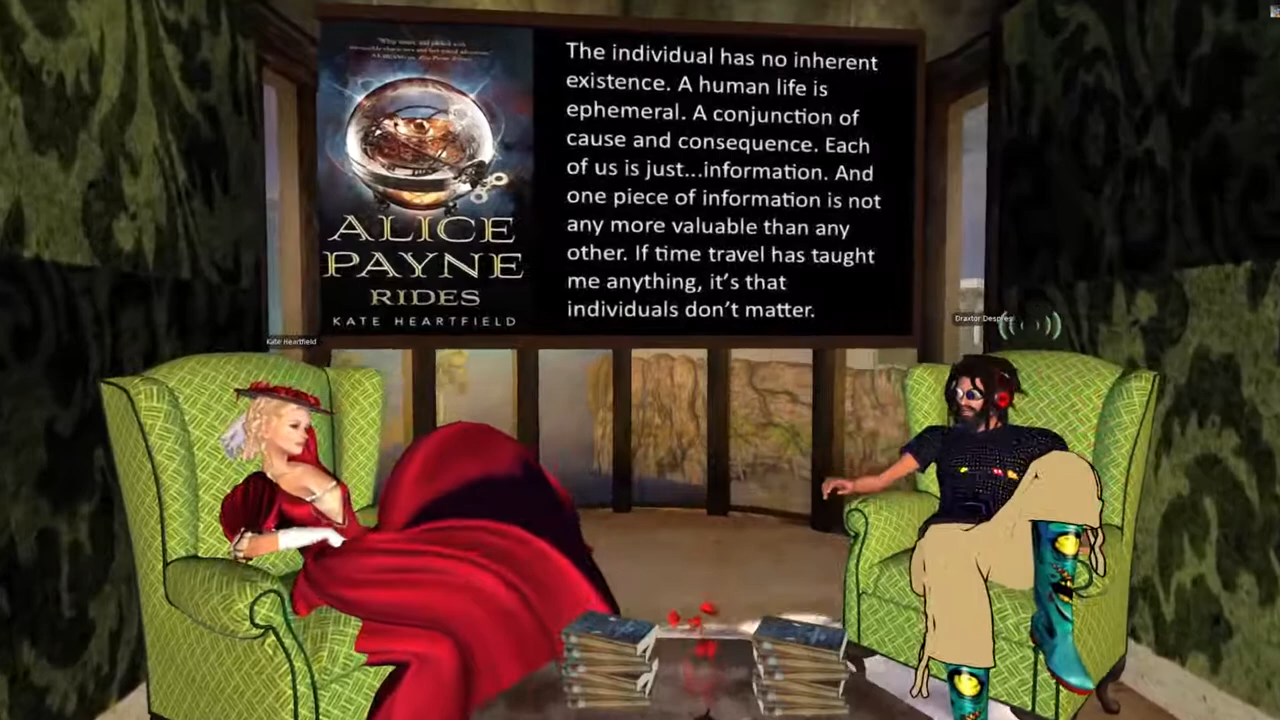 ALICE
PAYNE
RIDES
KATE HEARTFIELD
The individual has no inherent
existence. A human life is
ephemeral. A conjunction of
cause and consequence. Each
of us is just...information. And
one piece of information is not
any more valuable than any
other. If time travel has taught
me anything, it's that
individuals don't matter.
Kate Heartfield
Draxtor Despres